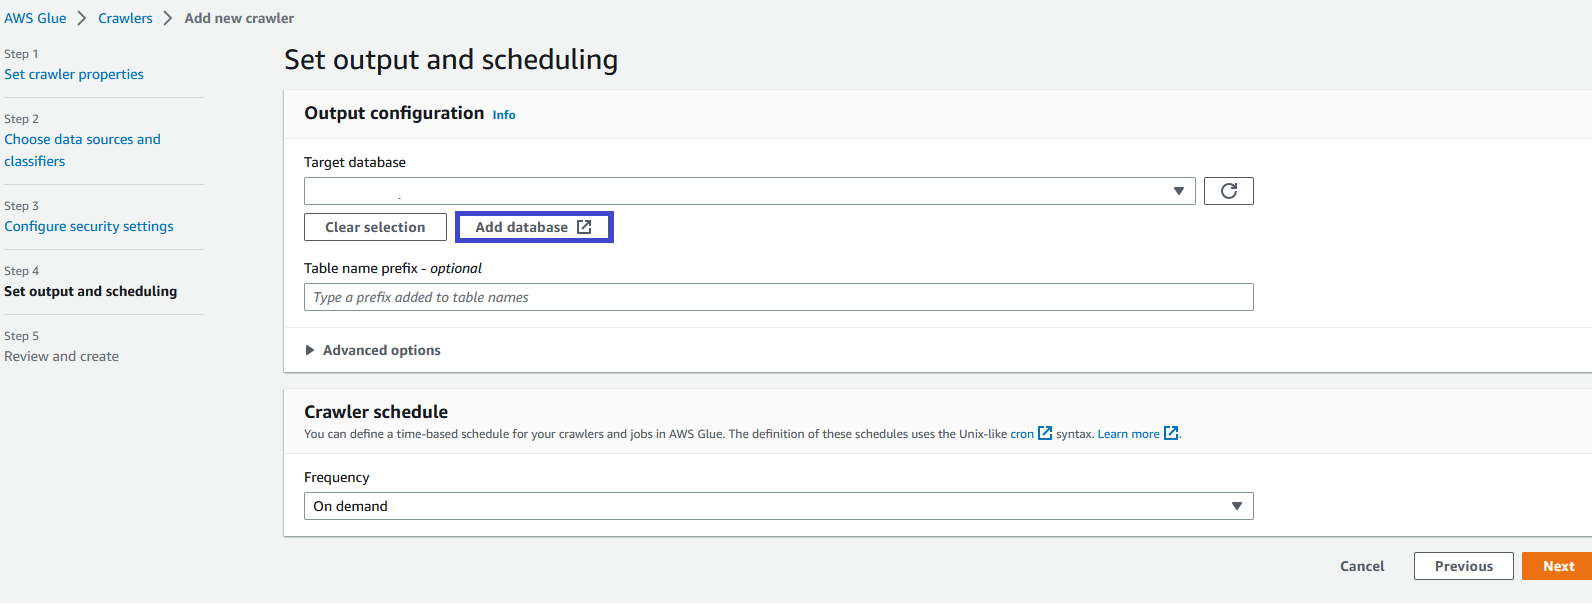 AWS Glue > Crawlers > Add new crawler
Step 1
Set crawler properties
Step 2
Choose data sources and
classifiers
Step 3
Configure security settings
Step 4
Set output and scheduling
Step 5
Review and create
Set output and scheduling
Output configuration Info
Target database
Clear selection Add database
Table name prefix - optional
Type a prefix added to table names
Advanced options
Crawler schedule
You can define a time-based schedule for your crawlers and jobs in AWS Glue. The definition of these schedules uses the Unix-like cron syntax. Learn more.
Frequency
On demand
Cancel Previous Next